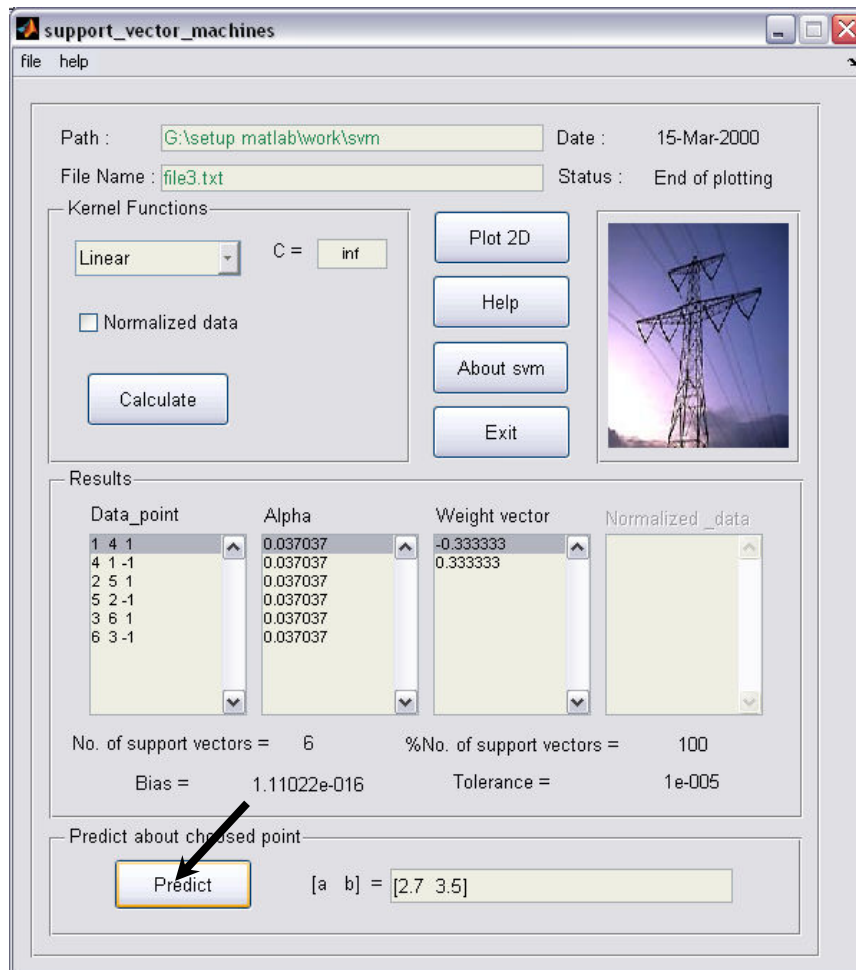 support_vector_machines
file help
Path : G:\setup matlab\work\svm Date : 15-Mar-2000
File Name : file3.txt Status : End of plotting
Kernel Functions
Linear C = inf
Normalized data
Calculate
Plot 2D
Help
About svm
Exit
Results
Data_point Alpha Weight vector Normalized _data
1 4 1 0.037037 -0.333333
4 1 -1 0.037037 0.333333
2 5 1 0.037037
5 2 -1 0.037037
3 6 1 0.037037
6 3 -1 0.037037
No. of support vectors = 6 %No. of support vectors = 100
Bias = 1.11022e-016 Tolerance = 1e-005
Predict about choosed point
Predict [a b] = [2.7 3.5]